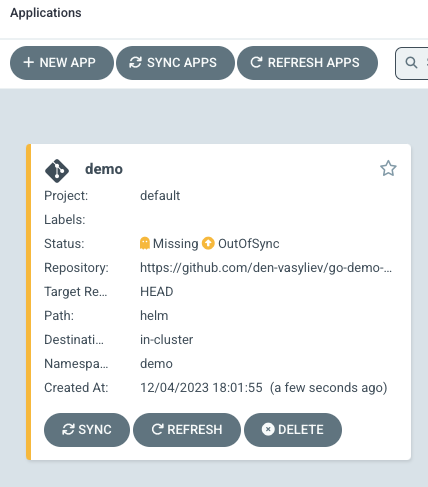 Applications
NEW APP SYNC APPS REFRESH APPS
demo
Project: default
Labels:
Status: Missing OutOfSync
Repository: https://github.com/den-vasyliev/go-demo-...
Target Re... HEAD
Path: helm
Destinati... in-cluster
Namespa... demo
Created At: 12/04/2023 18:01:55 (a few seconds ago)
SYNC REFRESH DELETE